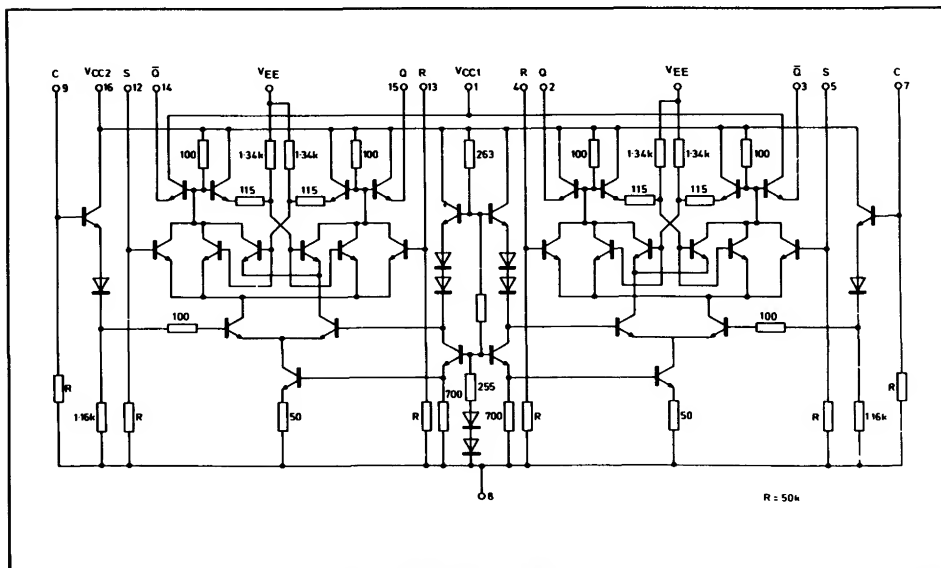 C VCC2 S Q̅ VEE Q R VCC1 R Q VEE Q̅ S C
9 16 12 14 15 13 1 4 2 3 5 7
100 1·34k 1·34k 100 263 100 1·34k 1·34k 100
115 115 115 115
100 100
R 1·16k R 50 R 700 255 700 R 50 R 1·16k R
8
R = 50k